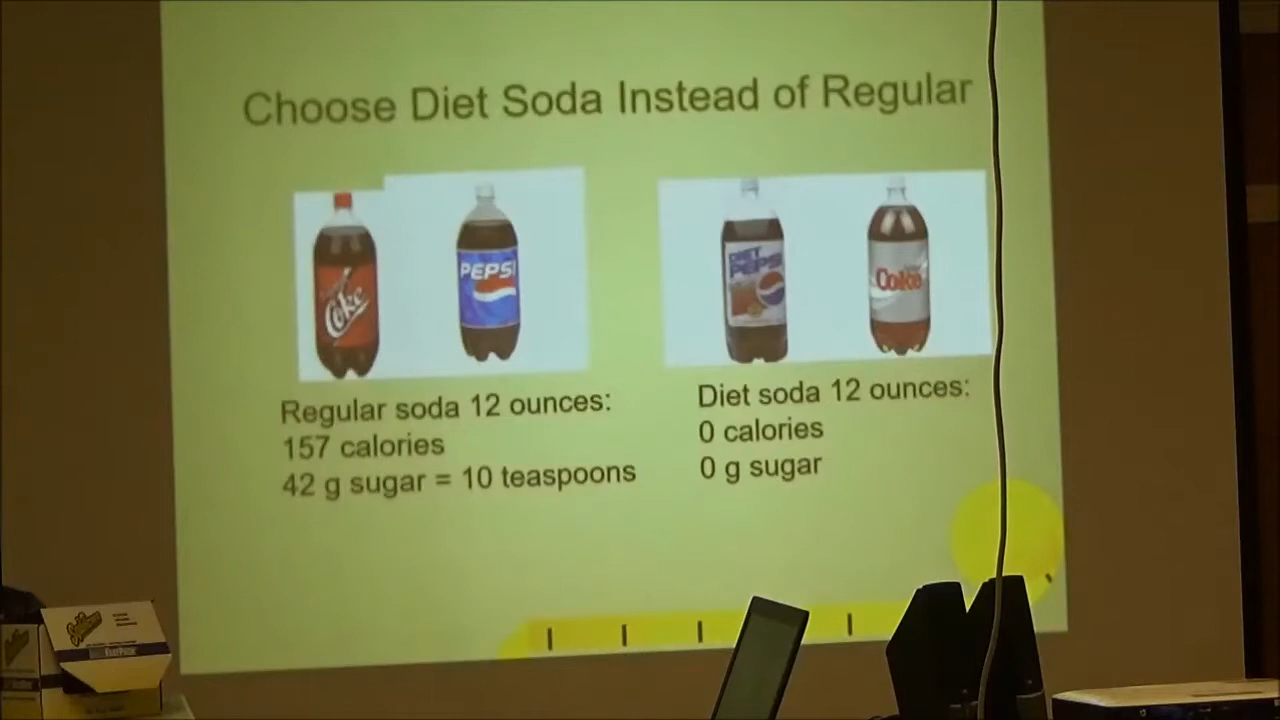 Choose Diet Soda Instead of Regular
Coke
PEPSI
DIET
PEPSI
Coke
Regular soda 12 ounces:
157 calories
42 g sugar = 10 teaspoons
Diet soda 12 ounces:
0 calories
0 g sugar